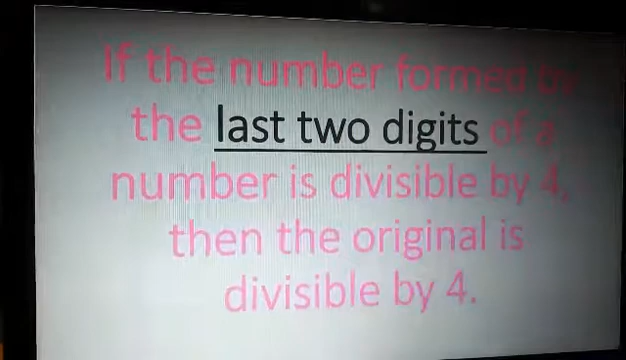 If the number formed by
the last two digits of a
number is divisible by 4,
then the original is
divisible by 4.